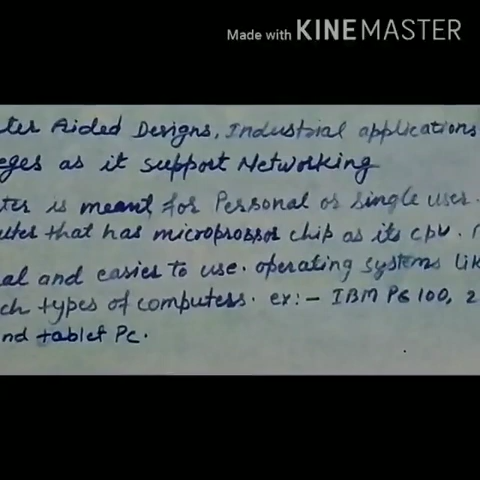 Made with KINEMASTER
ter Aided Designs, Industrial applications
eges as it support Networking
ter is meant for Personal or single user.
uter that has microprossor chip as its cpu.
al and easier to use. operating systems lik
ch types of computers. ex:- IBM PC 100, 2
nd tablet PC.